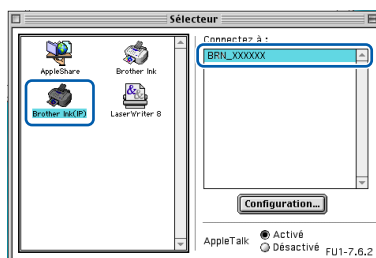 Sélecteur
AppleShare
Brother Ink
Brother Ink(IP)
LaserWriter 8
Connectez à :
BRN_XXXXXX
Configuration...
AppleTalk
Activé
Désactivé
FU1-7.6.2